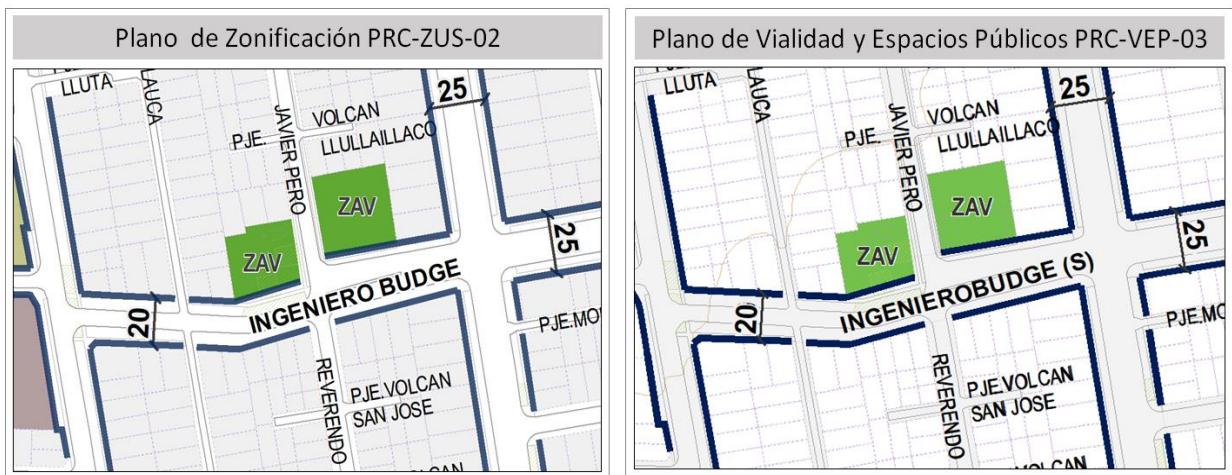 Plano de Zonificación PRC-ZUS-02
LLUTA
LAUCA
JAVIER PERO
25
VOLCAN
PJE.
LLULLAILLACO
ZAV
ZAV
25
INGENIERO BUDGE
20
PJE.MO
REVERENDO
PJE.VOLCAN
SAN JOSE
Plano de Vialidad y Espacios Públicos PRC-VEP-03
LLUTA
LAUCA
JAVIER PERO
25
VOLCAN
PJE.
LLULLAILLACO
ZAV
ZAV
25
INGENIEROBUDGE (S)
20
PJE.MO
REVERENDO
PJE.VOLCAN
SAN JOSE